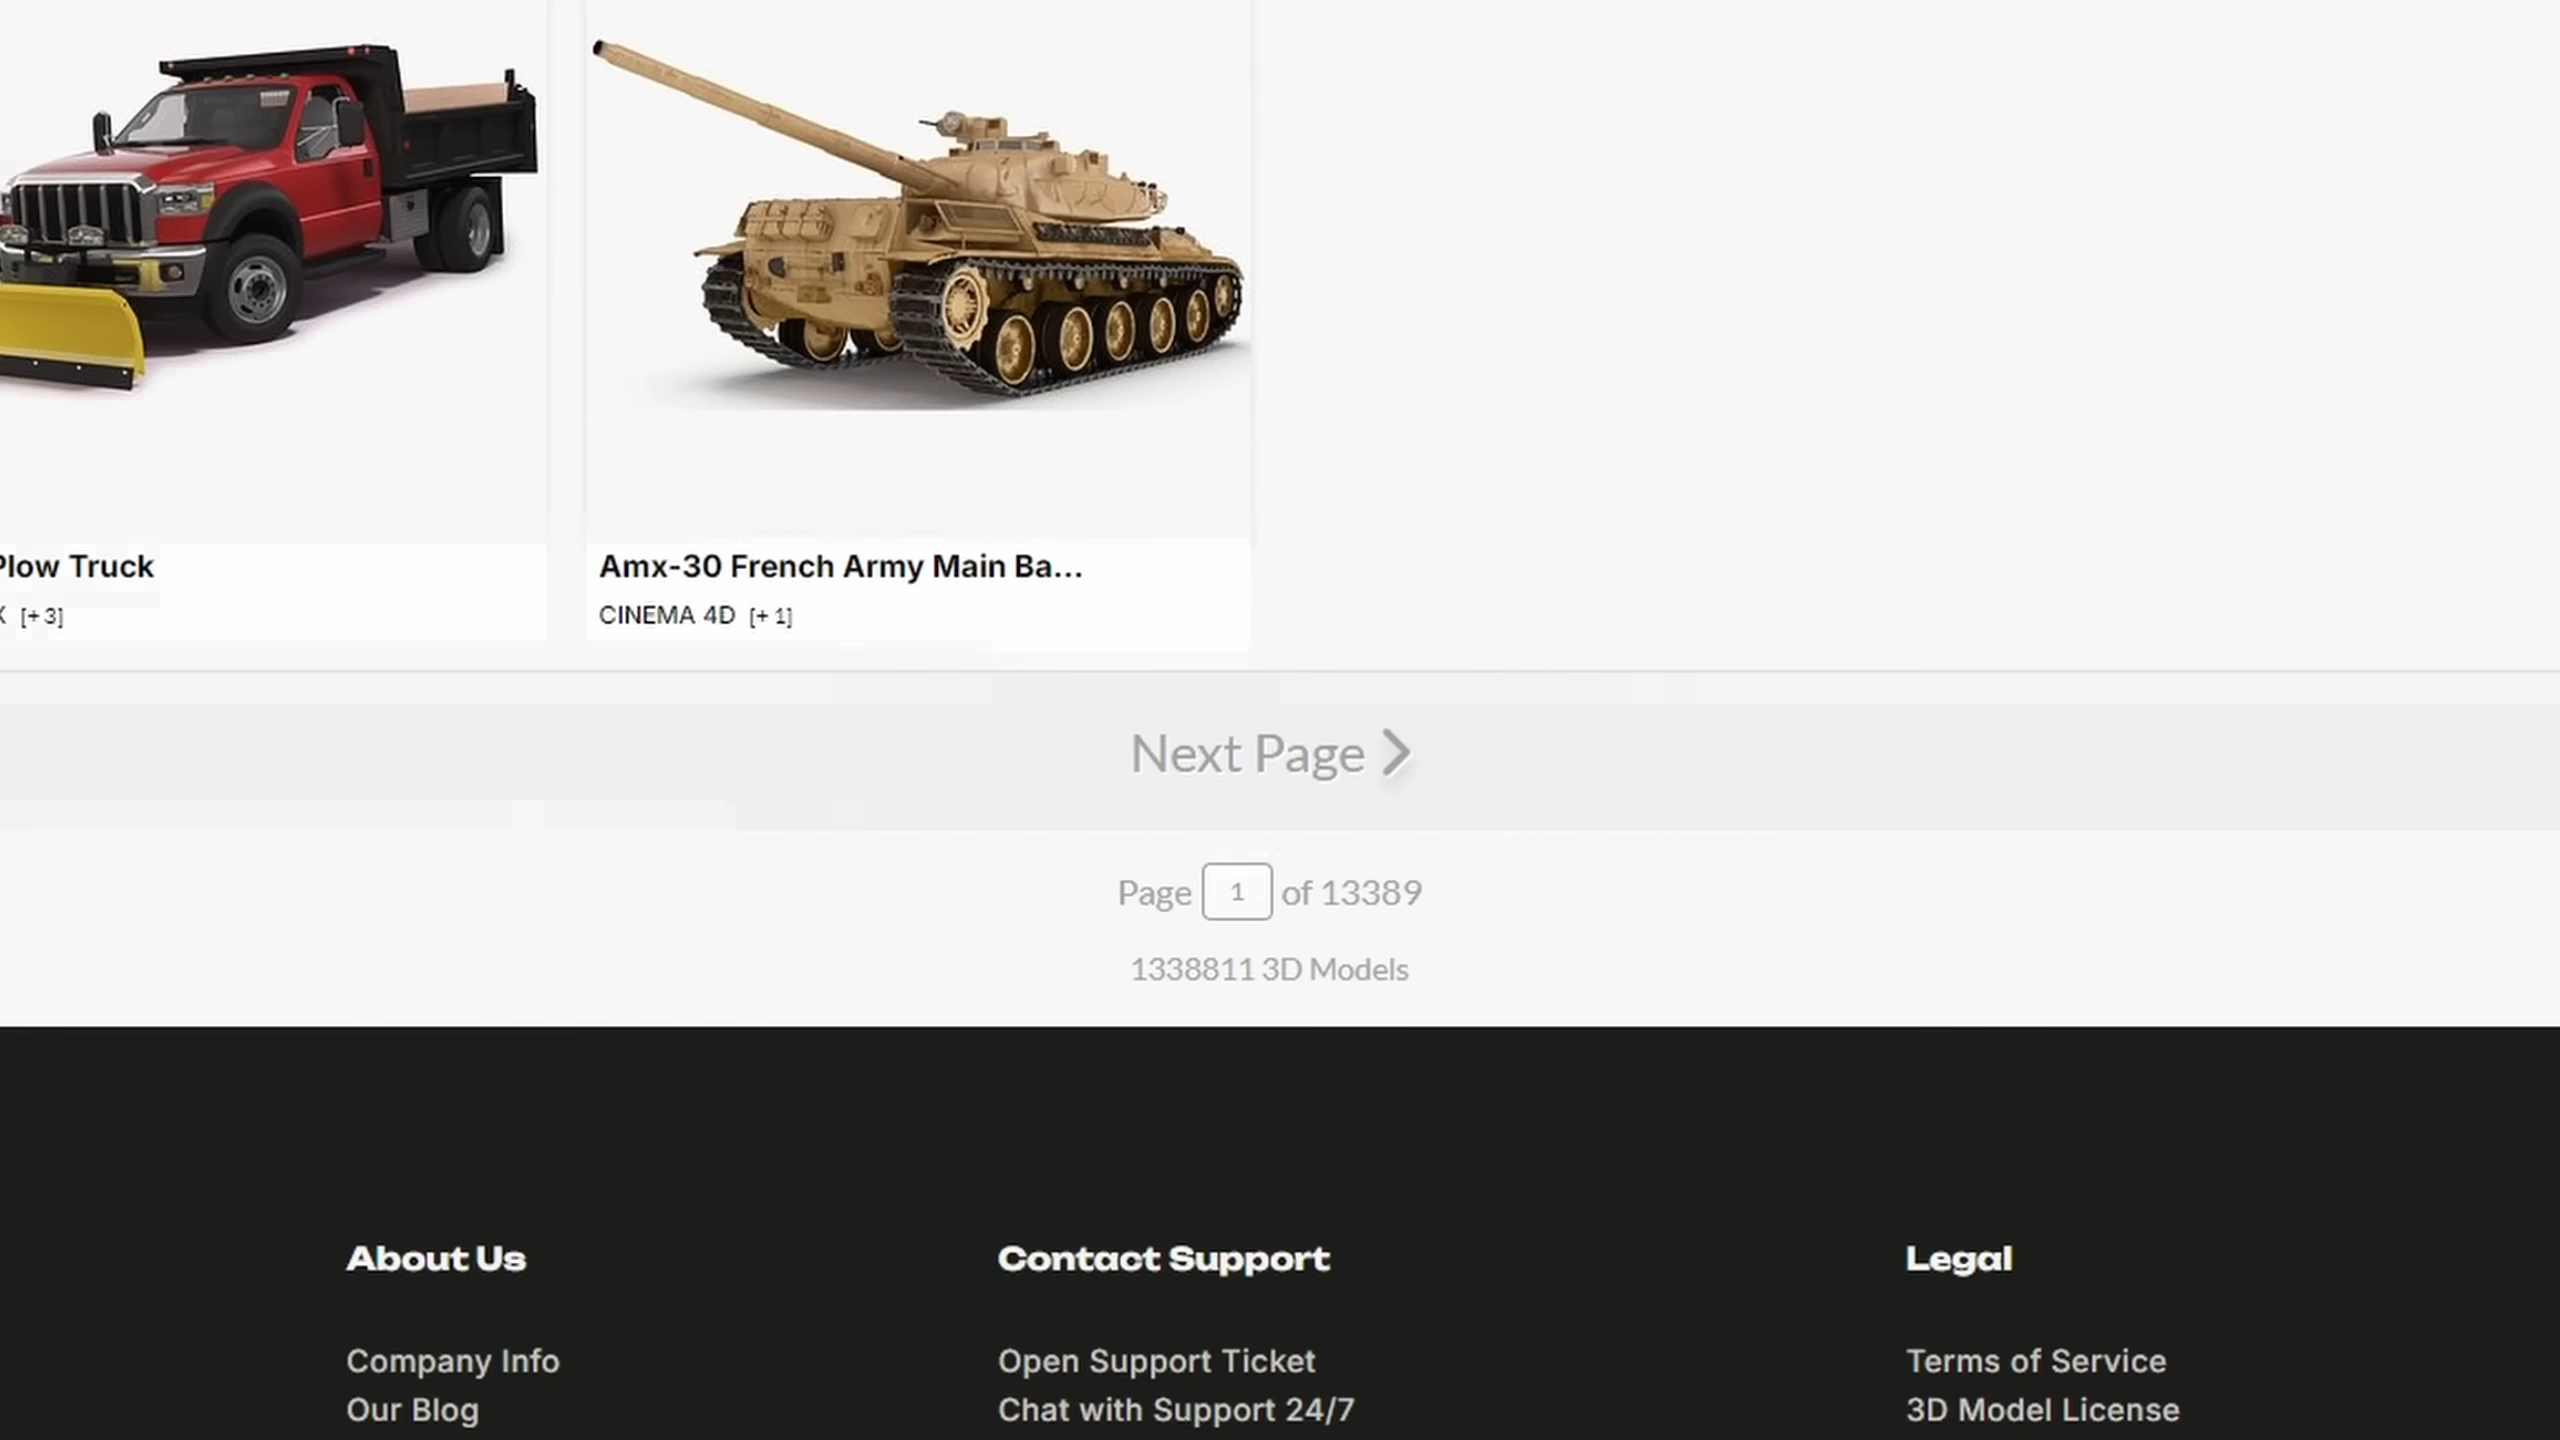 Plow Truck
[+ 3]
Amx-30 French Army Main Ba...
CINEMA 4D [+ 1]
Next Page
Page 1 of 13389
1338811 3D Models
About Us
Company Info
Our Blog
Contact Support
Open Support Ticket
Chat with Support 24/7
Legal
Terms of Service
3D Model License